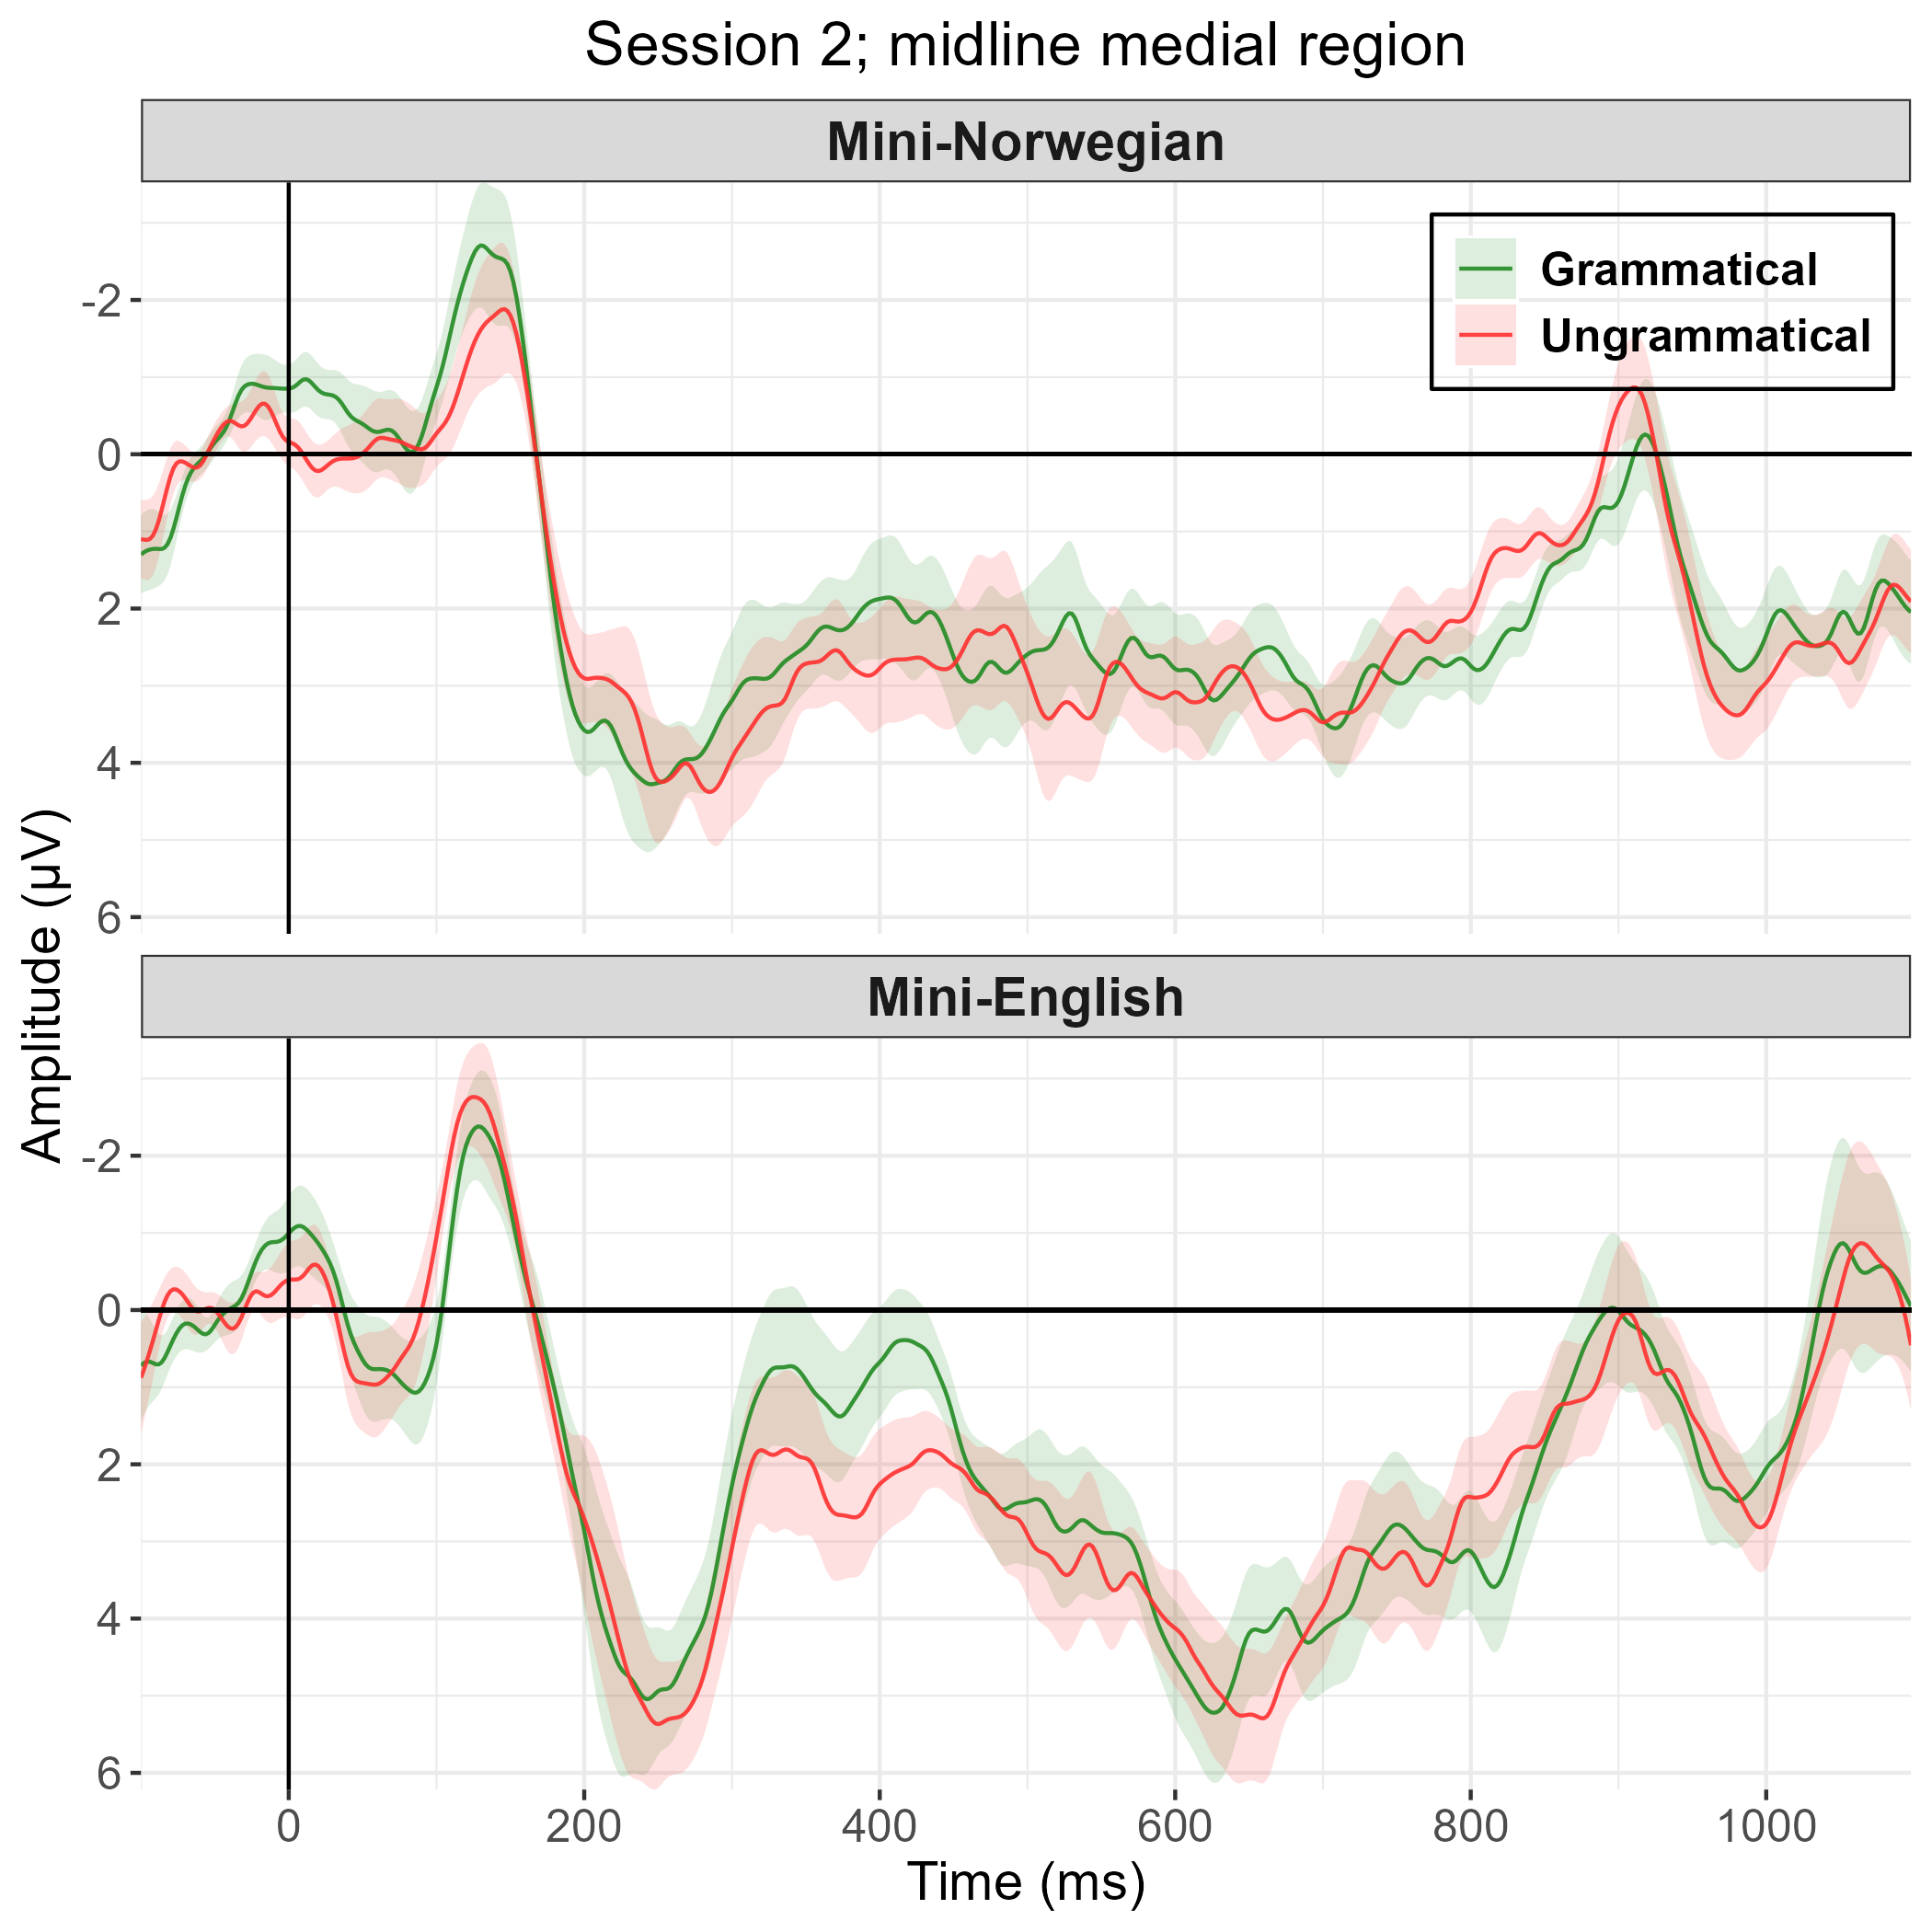 Session 2; midline medial region
Mini-Norwegian
Grammatical
Ungrammatical
-2
0
2
4
6
Amplitude (µV)
Mini-English
-2
0
2
4
6
0 200 400 600 800 1000
Time (ms)